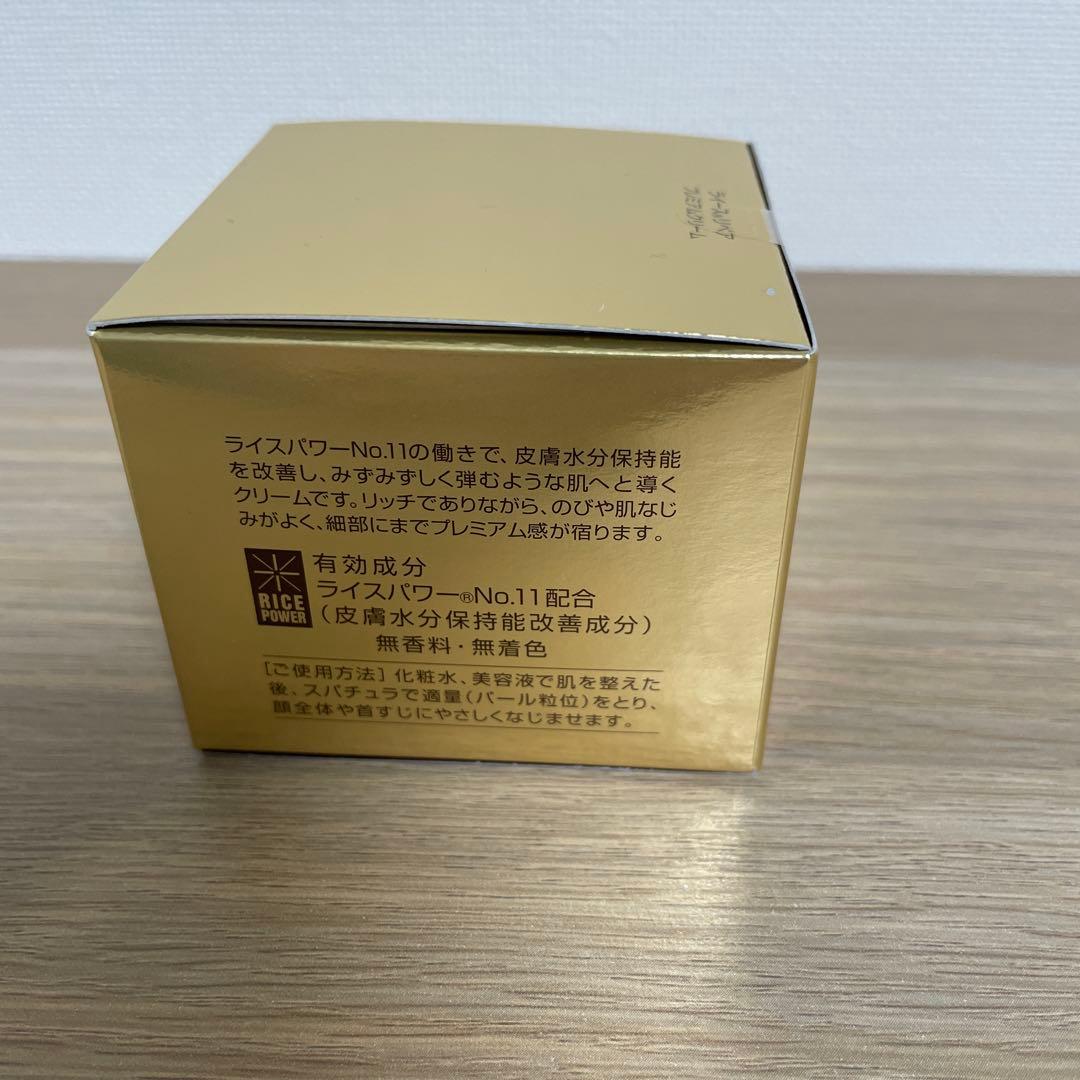 ライスパワーNo.11の働きで、皮膚水分保持能
を改善し、みずみずしく弾むような肌へと導く
クリームです。リッチでありながら、のびや肌なじ
みがよく、細部にまでプレミアム感が宿ります。
RICE
POWER
有効成分
ライスパワー®No.11配合
(皮膚水分保持能改善成分)
無香料・無着色
[ご使用方法] 化粧水、美容液で肌を整えた
後、スパチュラで適量(パール粒位)をとり、
顔全体や首すじにやさしくなじませます。